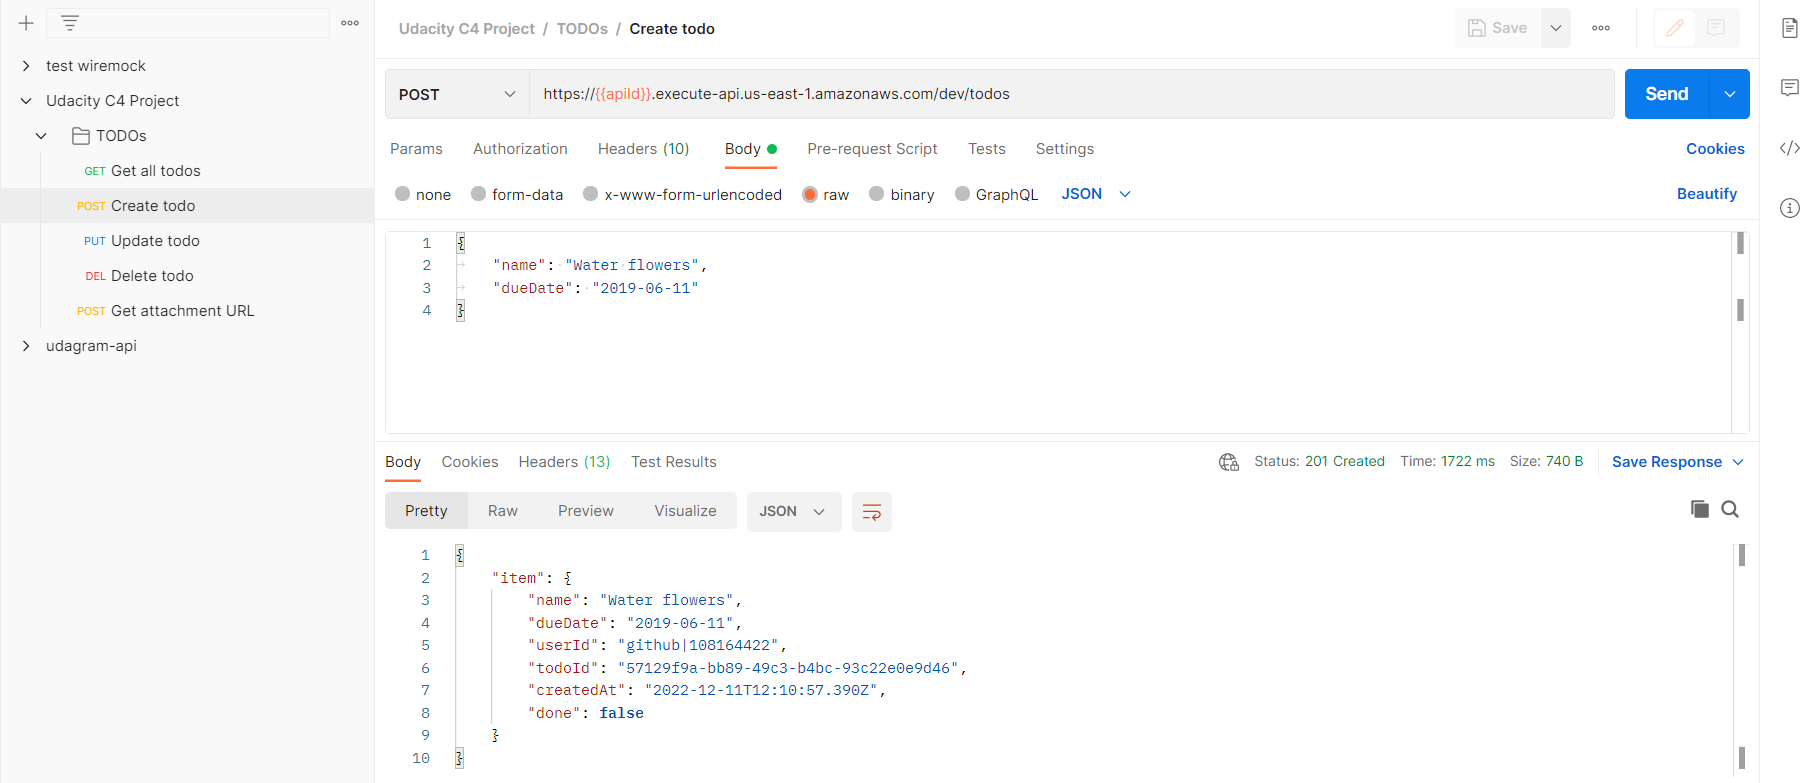 test wiremock
Udacity C4 Project
TODOs
GET Get all todos
POST Create todo
PUT Update todo
DEL Delete todo
POST Get attachment URL
udagram-api
Udacity C4 Project / TODOs / Create todo
Save
POST https://{{apiId}}.execute-api.us-east-1.amazonaws.com/dev/todos
Send
Params Authorization Headers (10) Body Pre-request Script Tests Settings Cookies
none form-data x-www-form-urlencoded raw binary GraphQL JSON Beautify
1 {
2 "name": "Water flowers",
3 "dueDate": "2019-06-11"
4 }
Body Cookies Headers (13) Test Results Status: 201 Created Time: 1722 ms Size: 740 B Save Response
Pretty Raw Preview Visualize JSON
1 {
2 "item": {
3 "name": "Water flowers",
4 "dueDate": "2019-06-11",
5 "userId": "github|108164422",
6 "todoId": "57129f9a-bb89-49c3-b4bc-93c22e0e9d46",
7 "createdAt": "2022-12-11T12:10:57.390Z",
8 "done": false
9 }
10 }